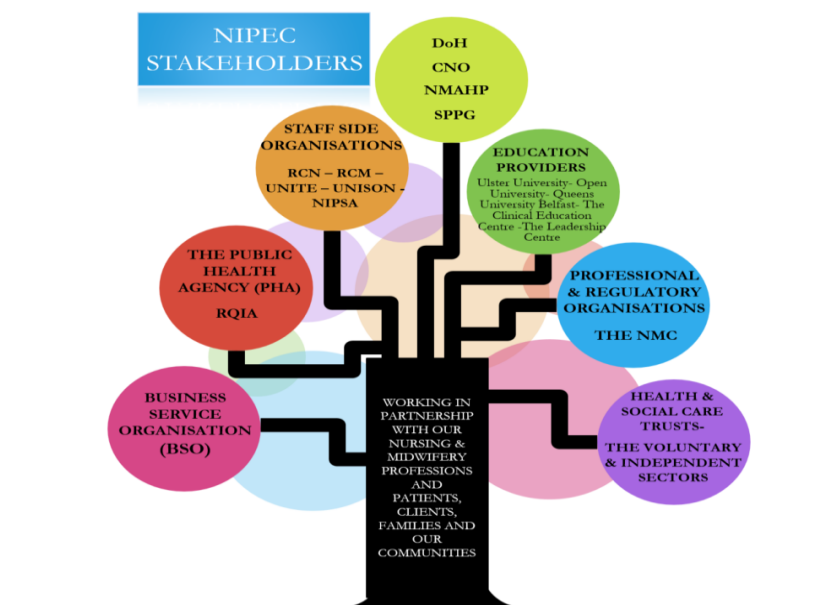 NIPEC
STAKEHOLDERS
DoH
CNO
NMAHP
SPPG
STAFF SIDE
ORGANISATIONS
RCN – RCM –
UNITE – UNISON -
NIPSA
EDUCATION
PROVIDERS
Ulster University- Open
University- Queens
University Belfast- The
Clinical Education
Centre -The Leadership
Centre
THE PUBLIC
HEALTH
AGENCY (PHA)
RQIA
PROFESSIONAL
& REGULATORY
ORGANISATIONS
THE NMC
BUSINESS
SERVICE
ORGANISATION
(BSO)
HEALTH &
SOCIAL CARE
TRUSTS-
THE VOLUNTARY
& INDEPENDENT
SECTORS
WORKING IN
PARTNERSHIP
WITH OUR
NURSING &
MIDWIFERY
PROFESSIONS
AND
PATIENTS,
CLIENTS,
FAMILIES AND
OUR
COMMUNITIES